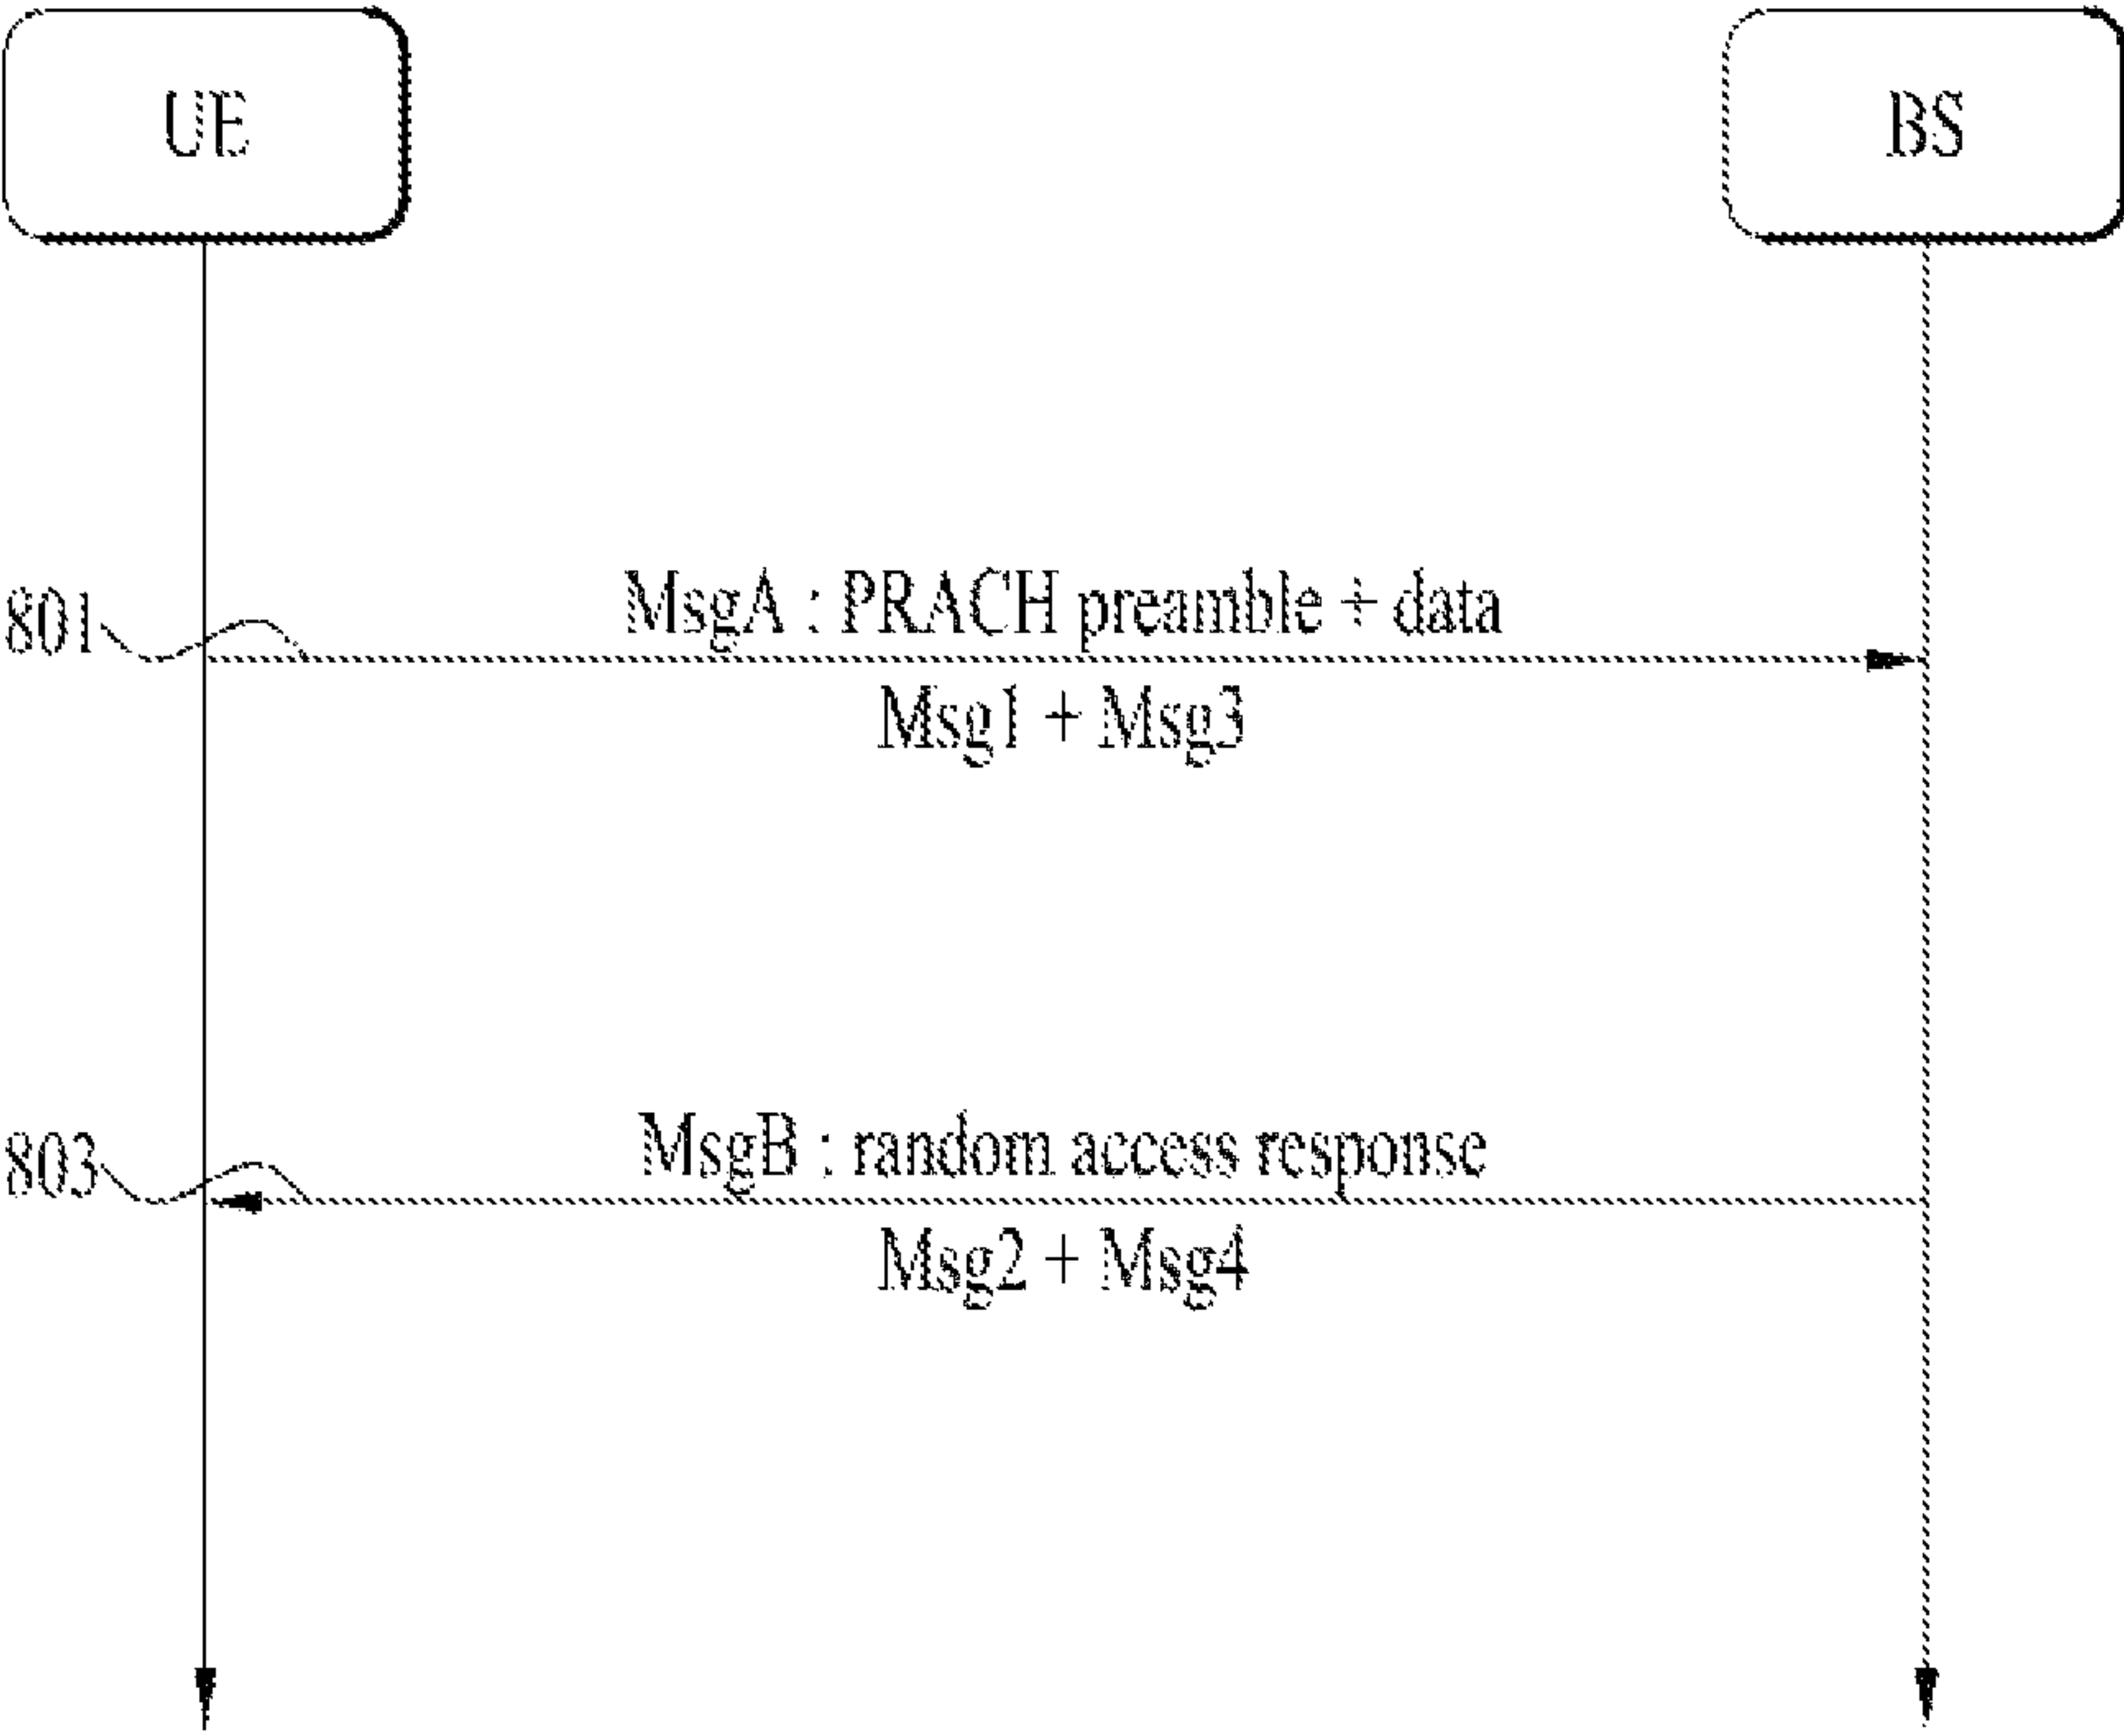 UE
BS
801
MsgA : PRACH preamble + data
Msg1 + Msg3
803
MsgB : random access response
Msg2 + Msg4